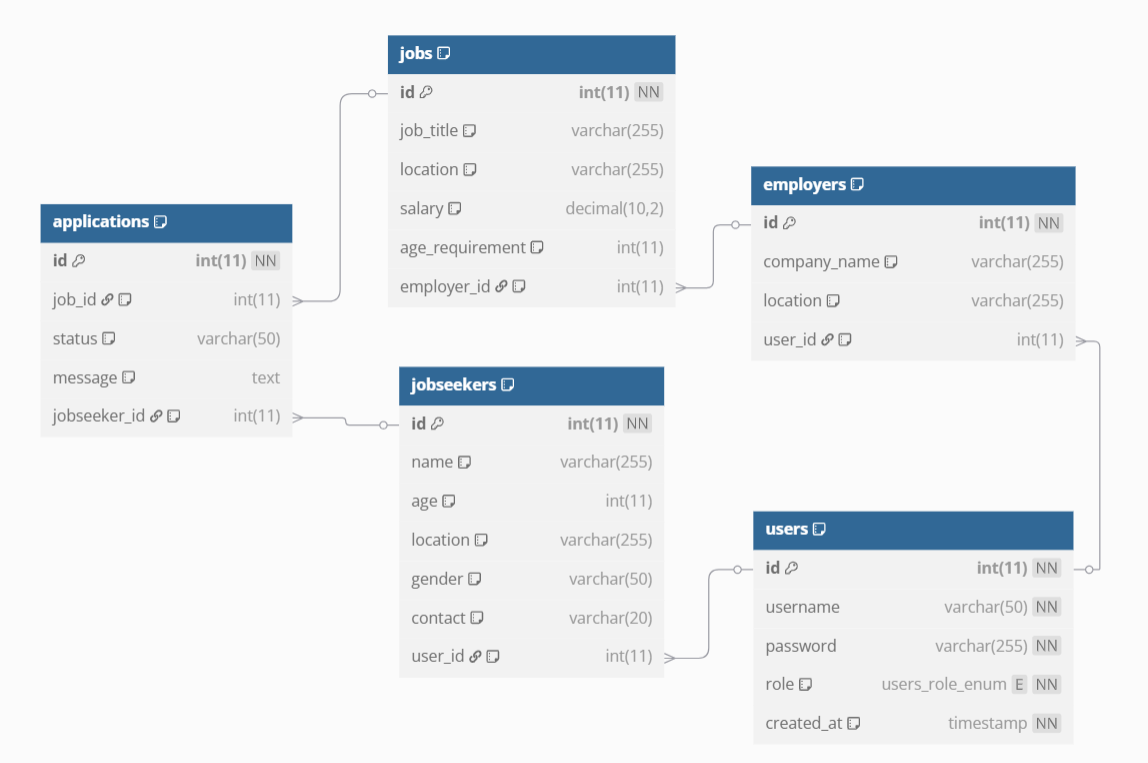 jobs
id int(11) NN
job_title varchar(255)
location varchar(255)
salary decimal(10,2)
age_requirement int(11)
employer_id int(11)
employers
id int(11) NN
company_name varchar(255)
location varchar(255)
user_id int(11)
applications
id int(11) NN
job_id int(11)
status varchar(50)
message text
jobseeker_id int(11)
jobseekers
id int(11) NN
name varchar(255)
age int(11)
location varchar(255)
gender varchar(50)
contact varchar(20)
user_id int(11)
users
id int(11) NN
username varchar(50) NN
password varchar(255) NN
role users_role_enum E NN
created_at timestamp NN